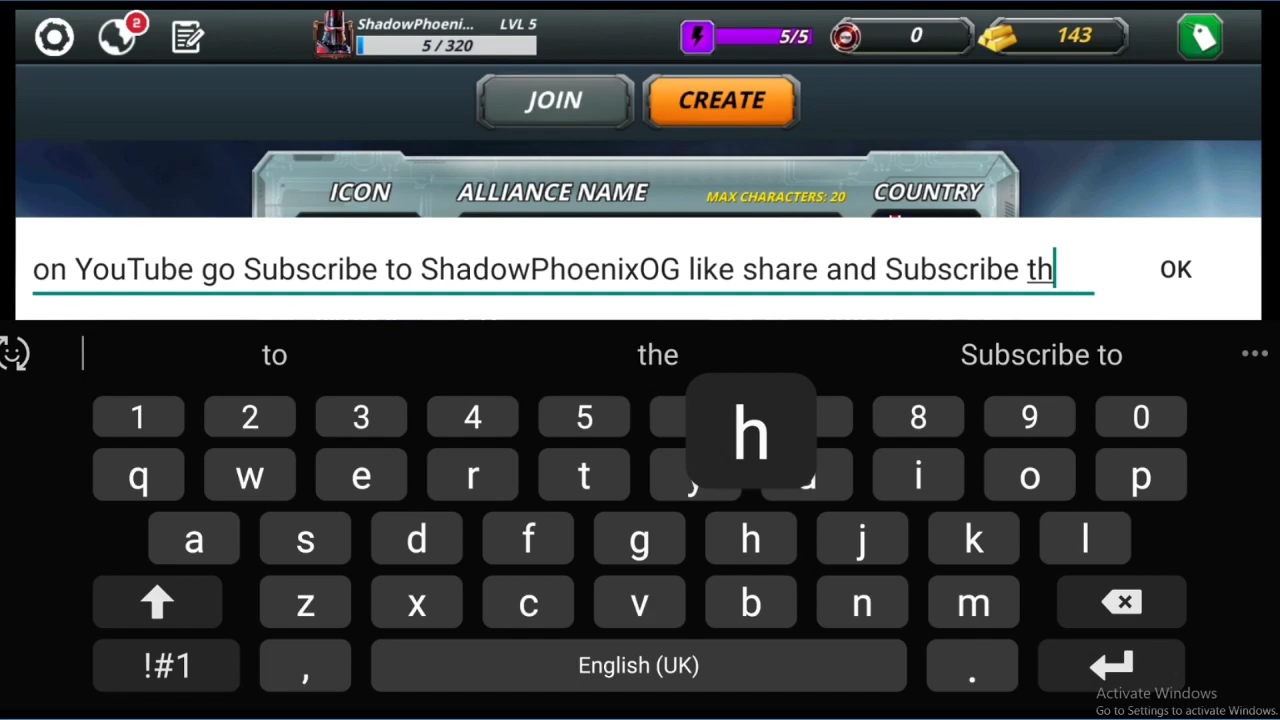 2
ShadowPhoeni... LVL 5
5 / 320
5/5
0
143
JOIN CREATE
ICON ALLIANCE NAME MAX CHARACTERS: 20 COUNTRY
on YouTube go Subscribe to ShadowPhoenixOG like share and Subscribe th OK
to the Subscribe to
1 2 3 4 5 8 9 0
h
q w e r t y u i o p
a s d f g h j k l
z x c v b n m
!#1 , English (UK) .
Activate Windows
Go to Settings to activate Windows.